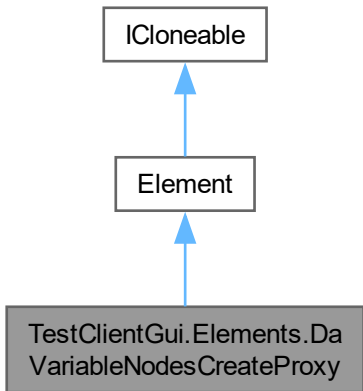 ICloneable
Element
TestClientGui.Elements.Da
VariableNodesCreateProxy